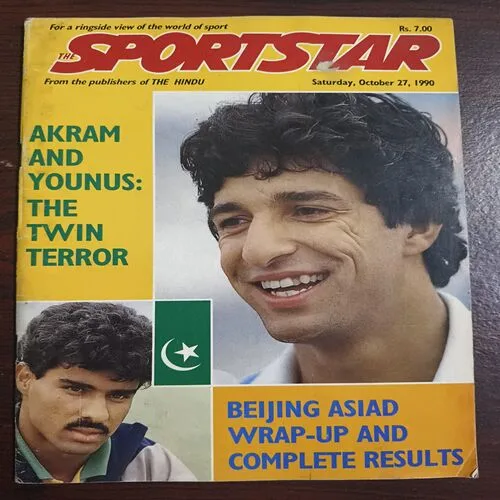 For a ringside view of the world of sport
Rs. 7.00
THE SPORTSTAR
From the publishers of THE HINDU
Saturday, October 27, 1990
AKRAM
AND
YOUNUS:
THE
TWIN
TERROR
BEIJING ASIAD
WRAP-UP AND
COMPLETE RESULTS